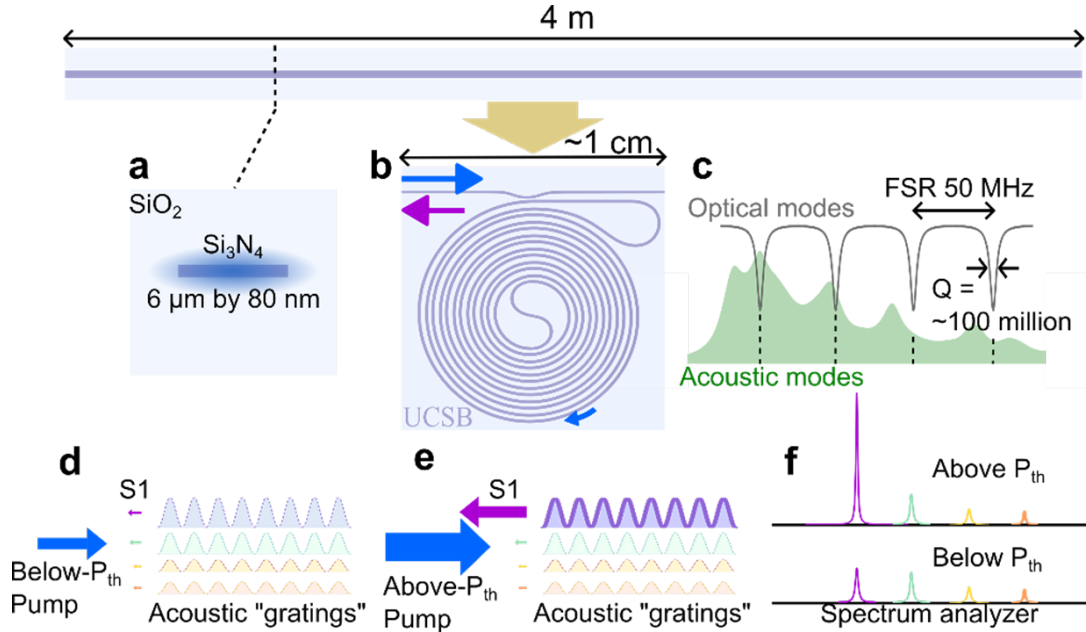 4 m
a
SiO₂
Si₃N₄
6 μm by 80 nm
b
~1 cm
UCSB
c
FSR 50 MHz
Optical modes
Q =
~100 million
Acoustic modes
d
S1
Below-Pth
Pump
Acoustic "gratings"
e
S1
Above-Pth
Pump
Acoustic "gratings"
f
Above Pth
Below Pth
Spectrum analyzer